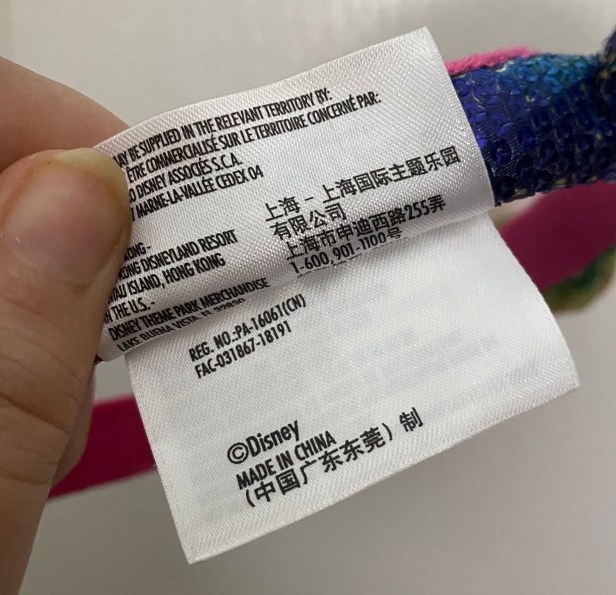 MAY BE SUPPLIED IN THE RELEVANT TERRITORY BY:
ÊTRE COMMERCIALISÉ SUR LE TERRITOIRE CONCERNÉ PAR:
DISNEY ASSOCIÉS S.C.A.
MARNE-LA-VALLÉE CEDEX 04
KONG -
KONG DISNEYLAND RESORT
ISLAND, HONG KONG
THE U.S. -
DISNEY THEME PARK MERCHANDISE
LAKE BUENA VISTA, FL
上海 - 上海国际主题乐园
有限公司
上海市申迪西路255弄
1-600, 901-1100号
REG. NO.:PA-16061(CN)
FAC-031867-18191
©Disney
MADE IN CHINA
(中国广东东莞) 制